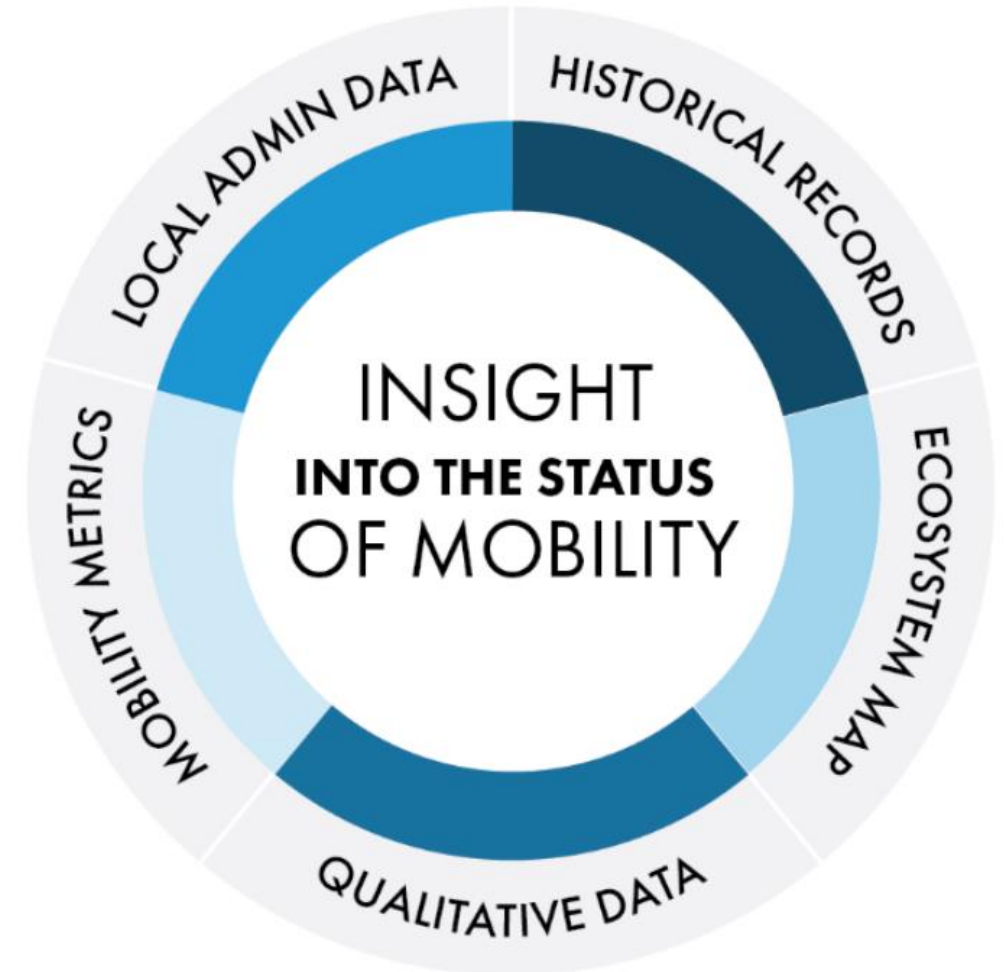 LOCAL ADMIN DATA
HISTORICAL RECORDS
ECOSYSTEM MAP
QUALITATIVE DATA
MOBILITY METRICS
INSIGHT
INTO THE STATUS
OF MOBILITY